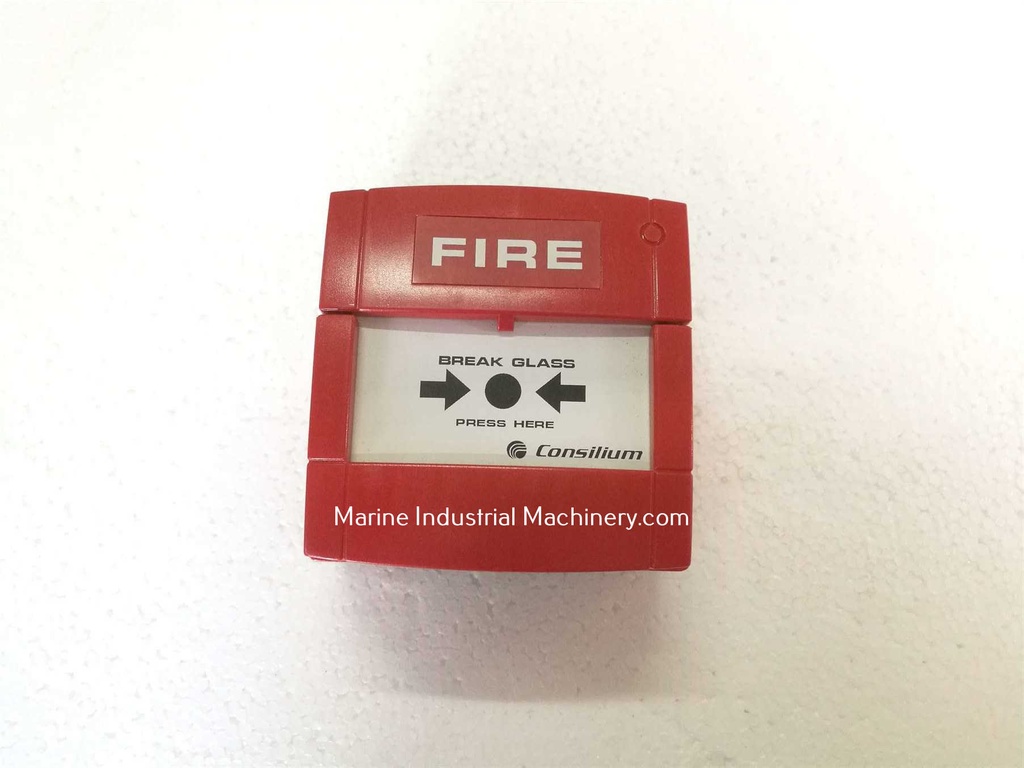 FIRE
BREAK GLASS
PRESS HERE
Consilium
Marine Industrial Machinery.com